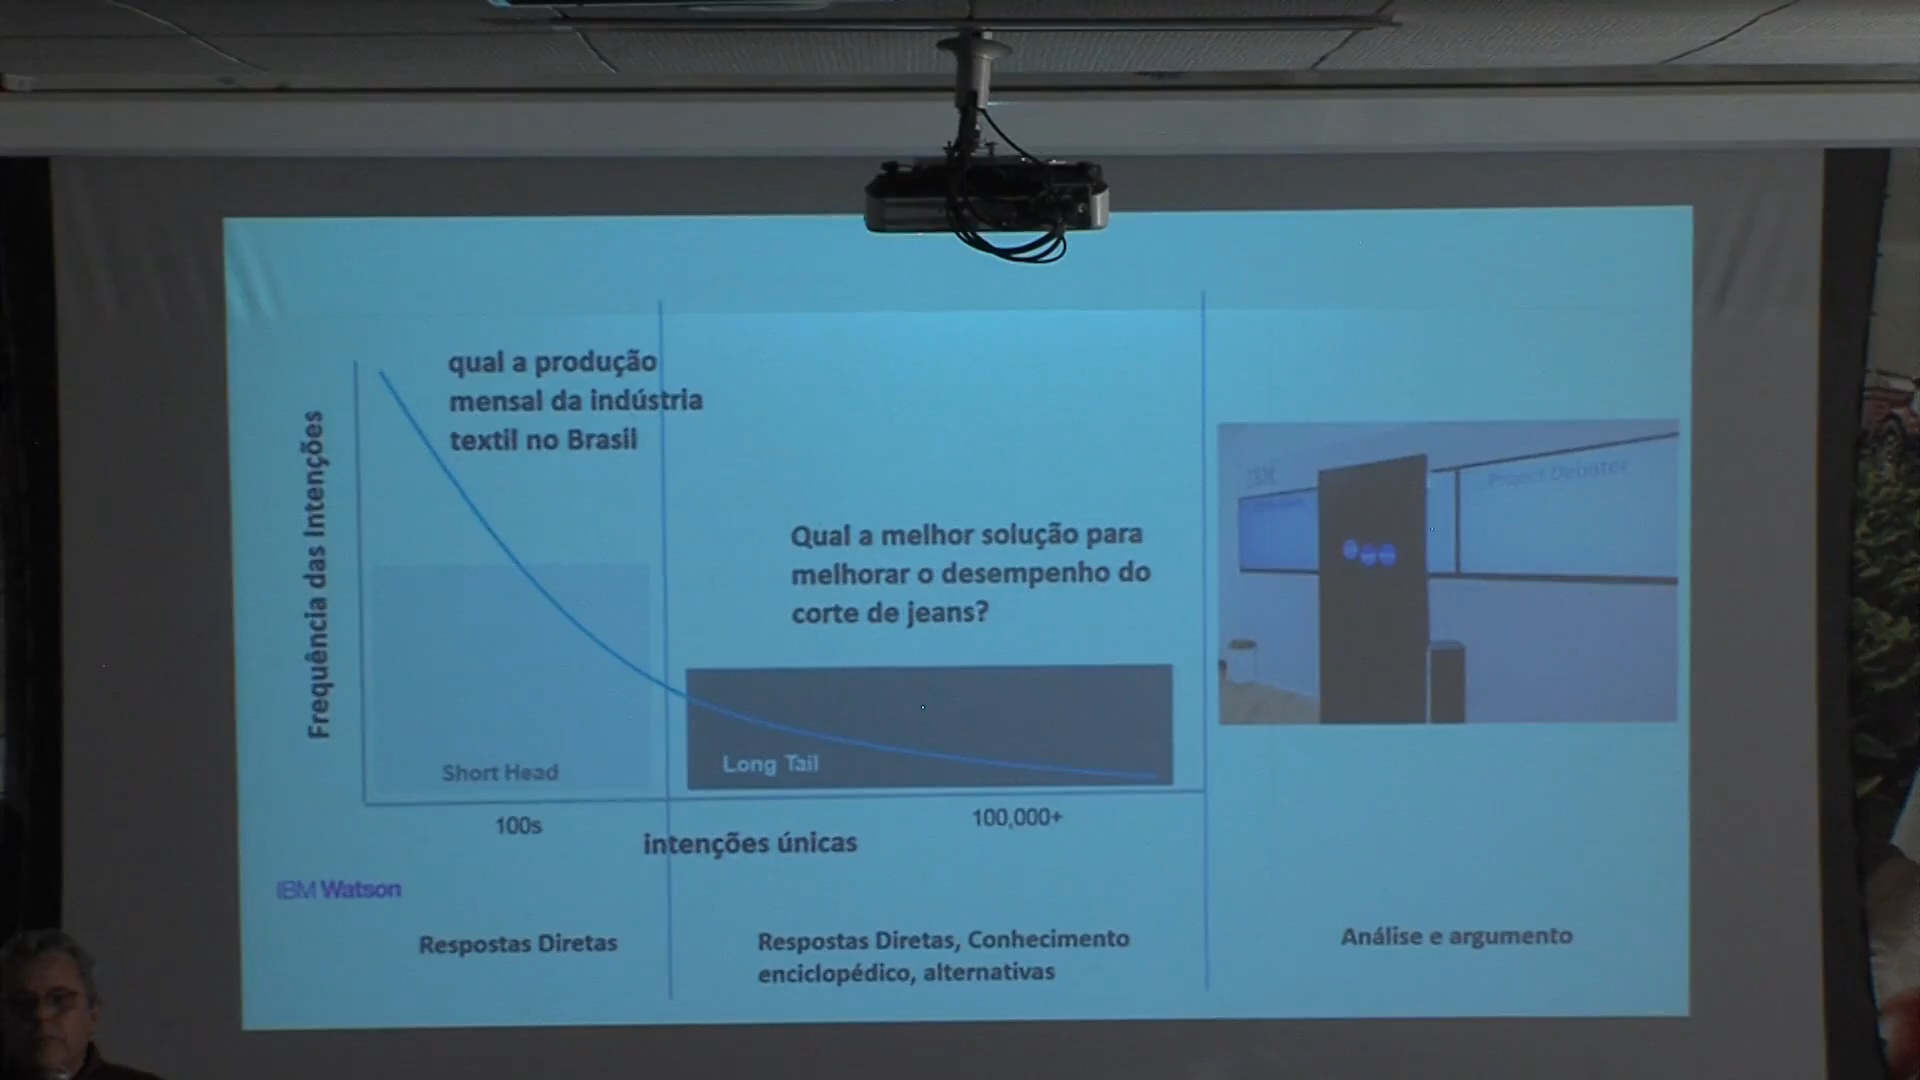 qual a produção
mensal da indústria
textil no Brasil
Frequência das Intenções
Qual a melhor solução para
melhorar o desempenho do
corte de jeans?
Project Debater
Short Head
Long Tail
100s
100,000+
intenções únicas
IBM Watson
Respostas Diretas
Respostas Diretas, Conhecimento
enciclopédico, alternativas
Análise e argumento